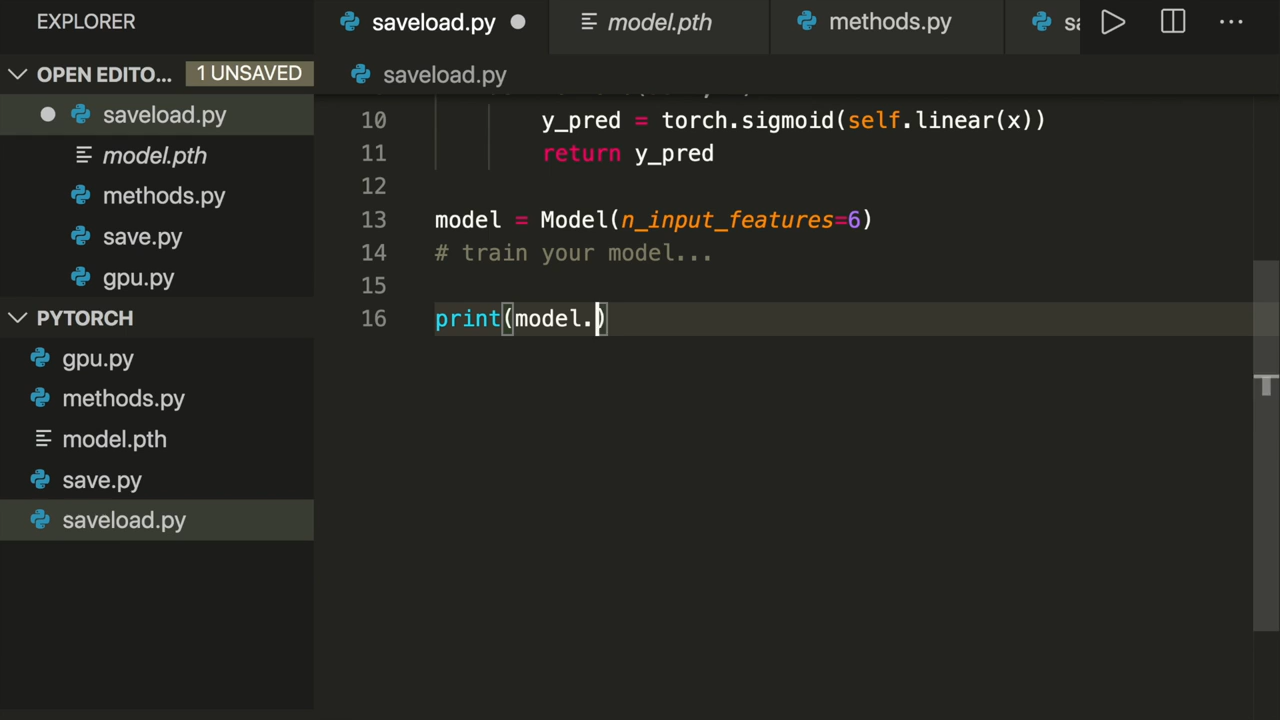 EXPLORER
OPEN EDITO... 1 UNSAVED
saveload.py
model.pth
methods.py
save.py
gpu.py
PYTORCH
gpu.py
methods.py
model.pth
save.py
saveload.py
saveload.py model.pth methods.py
saveload.py
10 y_pred = torch.sigmoid(self.linear(x))
11 return y_pred
12
13 model = Model(n_input_features=6)
14 # train your model...
15
16 print(model.)